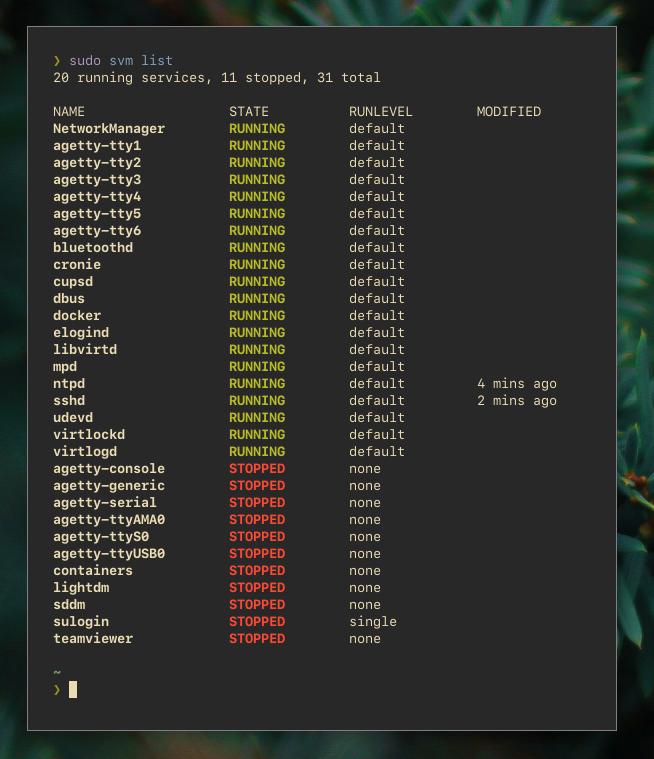 ❯ sudo svm list
20 running services, 11 stopped, 31 total
NAME STATE RUNLEVEL MODIFIED
NetworkManager RUNNING default
agetty-tty1 RUNNING default
agetty-tty2 RUNNING default
agetty-tty3 RUNNING default
agetty-tty4 RUNNING default
agetty-tty5 RUNNING default
agetty-tty6 RUNNING default
bluetoothd RUNNING default
cronie RUNNING default
cupsd RUNNING default
dbus RUNNING default
docker RUNNING default
elogind RUNNING default
libvirtd RUNNING default
mpd RUNNING default
ntpd RUNNING default 4 mins ago
sshd RUNNING default 2 mins ago
udevd RUNNING default
virtlockd RUNNING default
virtlogd RUNNING default
agetty-console STOPPED none
agetty-generic STOPPED none
agetty-serial STOPPED none
agetty-ttyAMA0 STOPPED none
agetty-ttyS0 STOPPED none
agetty-ttyUSB0 STOPPED none
containers STOPPED none
lightdm STOPPED none
sddm STOPPED none
sulogin STOPPED single
teamviewer STOPPED none
~
❯